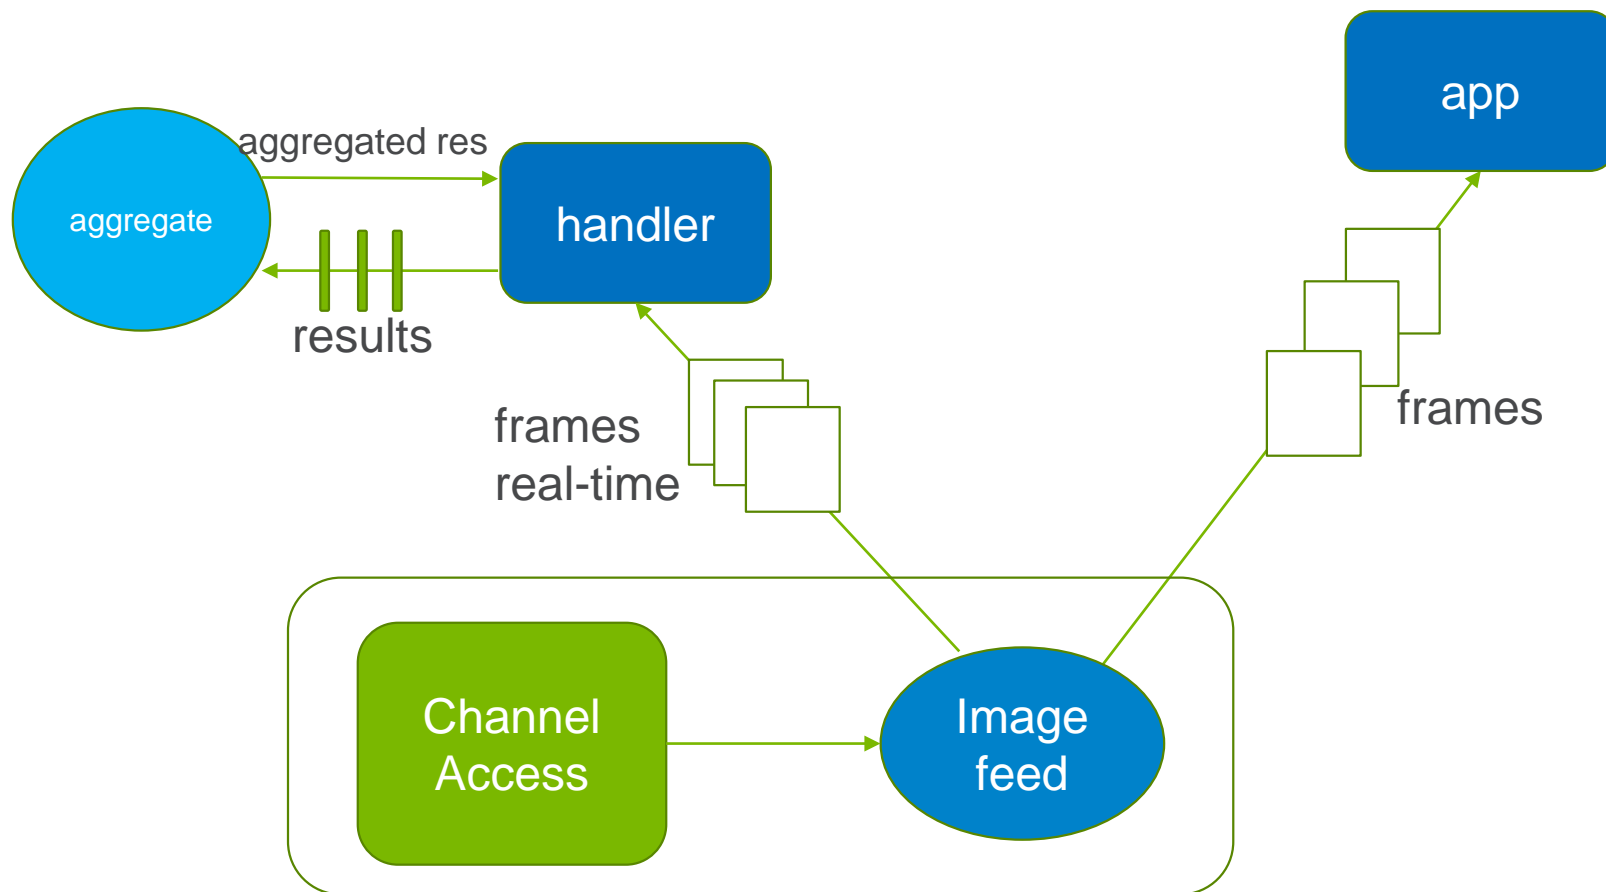 app
aggregated res
aggregate
handler
results
frames
real-time
frames
Channel
Access
Image
feed